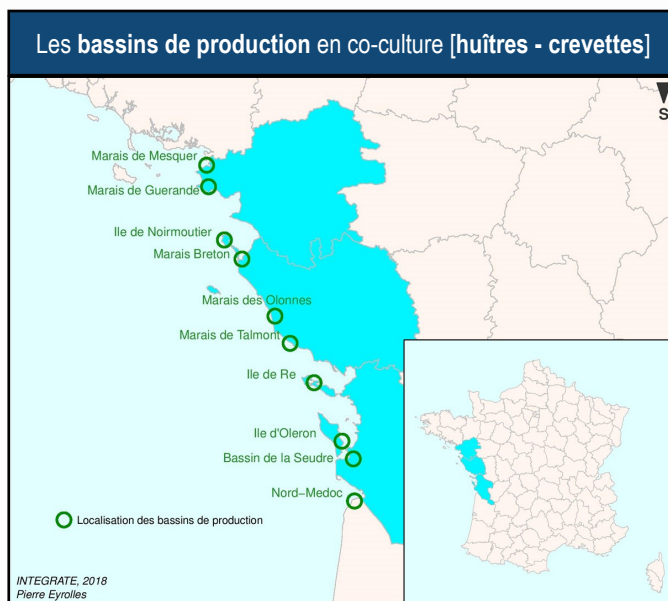 Les bassins de production en co-culture [huîtres - crevettes]
S
Marais de Mesquer
Marais de Guerande
Ile de Noirmoutier
Marais Breton
Marais des Olonnes
Marais de Talmont
Ile de Re
Ile d'Oleron
Bassin de la Seudre
Nord-Medoc
Localisation des bassins de production
INTEGRATE, 2018
Pierre Eyrolles